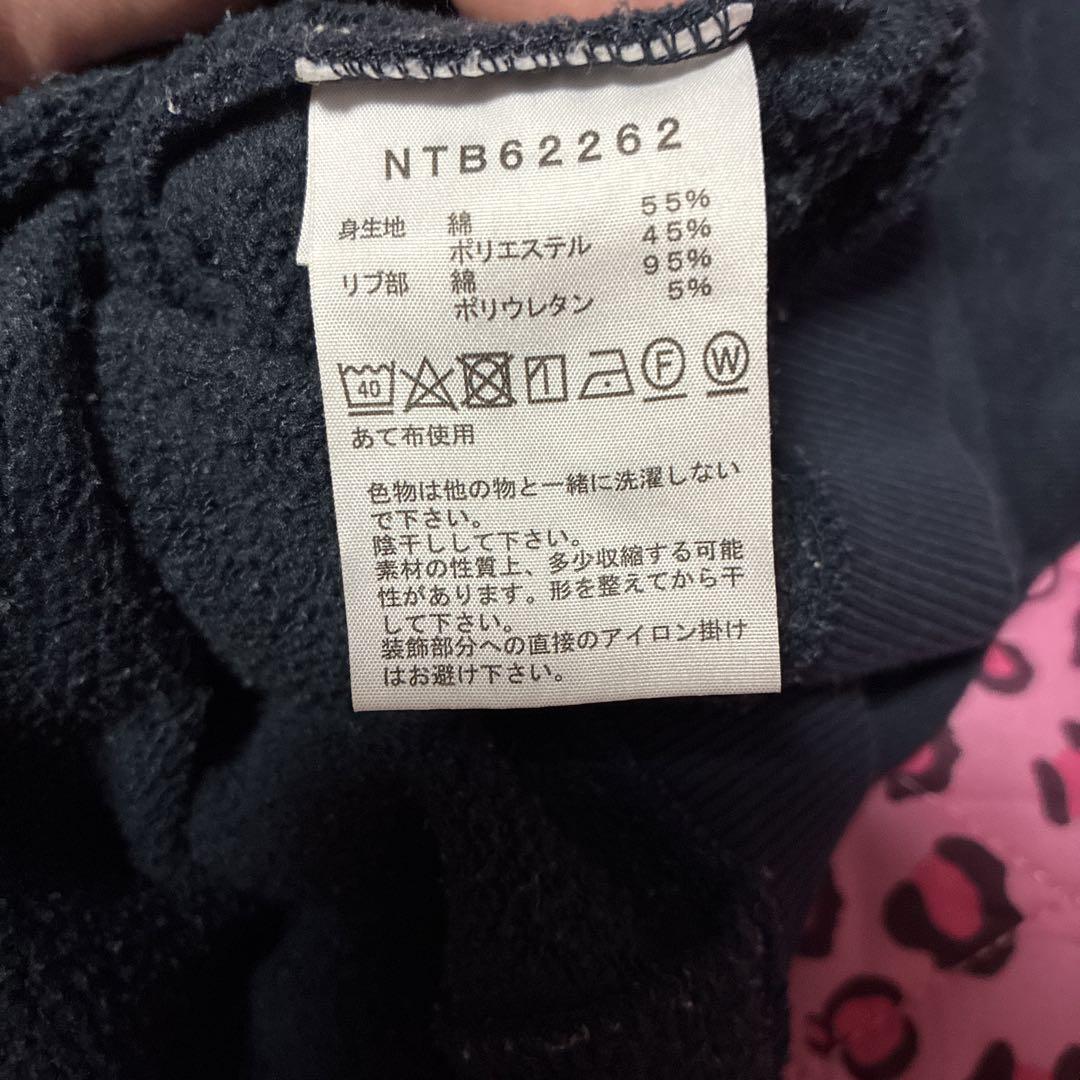 NTB62262
身生地 綿 55%
ポリエステル 45%
リブ部 綿 95%
ポリウレタン 5%
40 F W
あて布使用
色物は他の物と一緒に洗濯しない
で下さい。
陰干しして下さい。
素材の性質上、多少収縮する可能
性があります。形を整えてから干
して下さい。
装飾部分への直接のアイロン掛け
はお避け下さい。